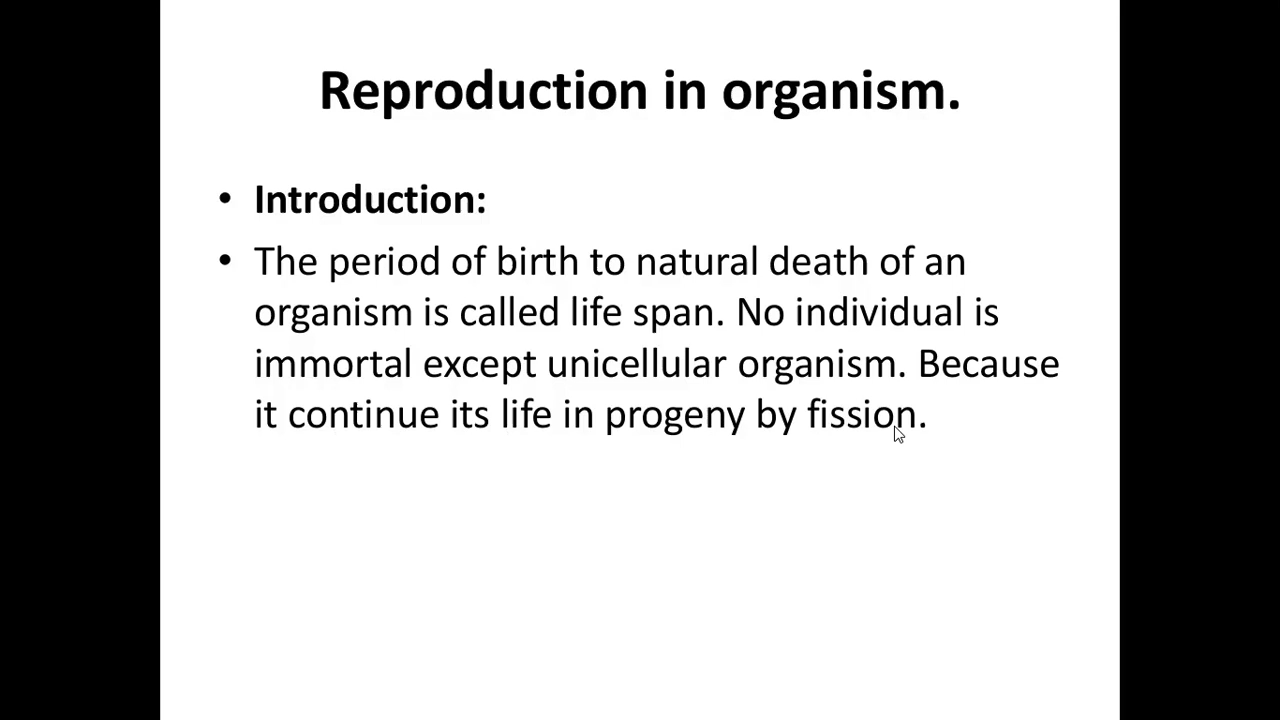 Reproduction in organism.
• Introduction:
• The period of birth to natural death of an
organism is called life span. No individual is
immortal except unicellular organism. Because
it continue its life in progeny by fission.